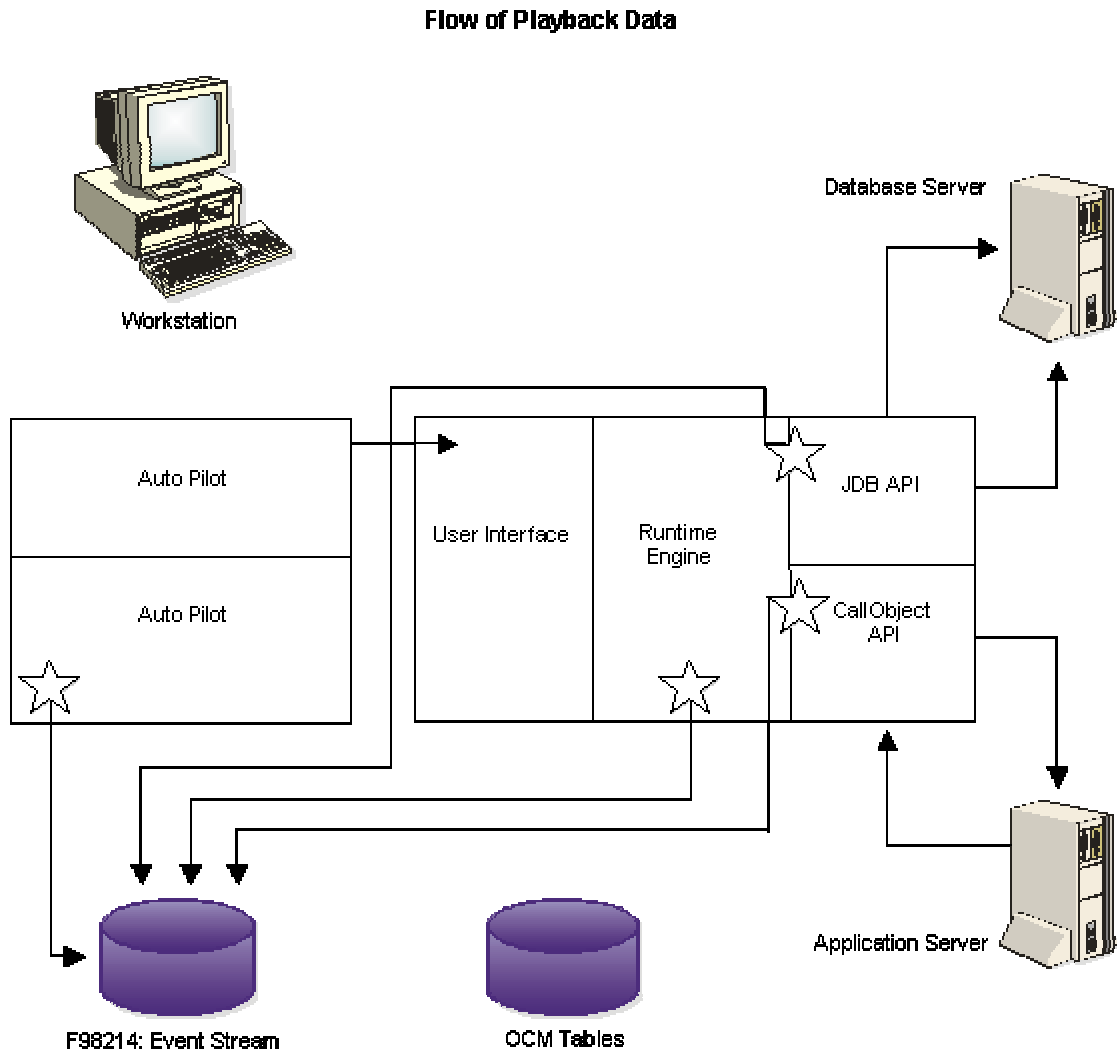 Flow of Playback Data
Workstation
Database Server
Auto Pilot
Auto Pilot
User Interface
Runtime
Engine
JDB API
CallObject
API
Application Server
F98214: Event Stream
OCM Tables